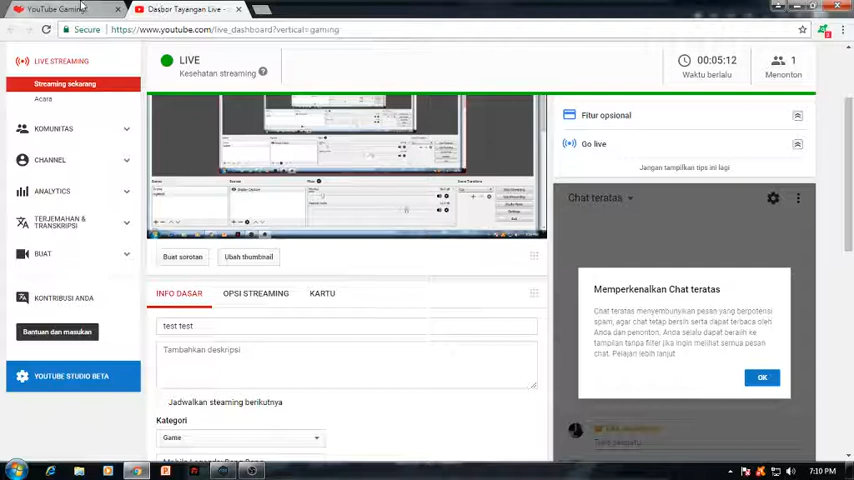 YouTube Gaming
Dasbor Tayangan Live -
Secure
https://www.youtube.com/live_dashboard?vertical=gaming
LIVE STREAMING
Streaming sekarang
Acara
KOMUNITAS
CHANNEL
ANALYTICS
TERJEMAHAN &
TRANSKRIPSI
BUAT
KONTRIBUSI ANDA
Bantuan dan masukan
YOUTUBE STUDIO BETA
LIVE
Kesehatan streaming
00:05:12
Waktu berlalu
1
Menonton
Buat sorotan
Ubah thumbnail
INFO DASAR
OPSI STREAMING
KARTU
test test
Tambahkan deskripsi
Jadwalkan steaming berikutnya
Kategori
Game
Fitur opsional
Go live
Jangan tampilkan tips ini lagi
Chat teratas
Memperkenalkan Chat teratas
Chat teratas menyembunyikan pesan yang berpotensi
spam, agar chat tetap bersih serta dapat terbaca oleh
Anda dan penonton. Anda selalu dapat beralih ke
tampilan tanpa filter jika ingin melihat semua pesan
chat. Pelajari lebih lanjut
OK
7:10 PM